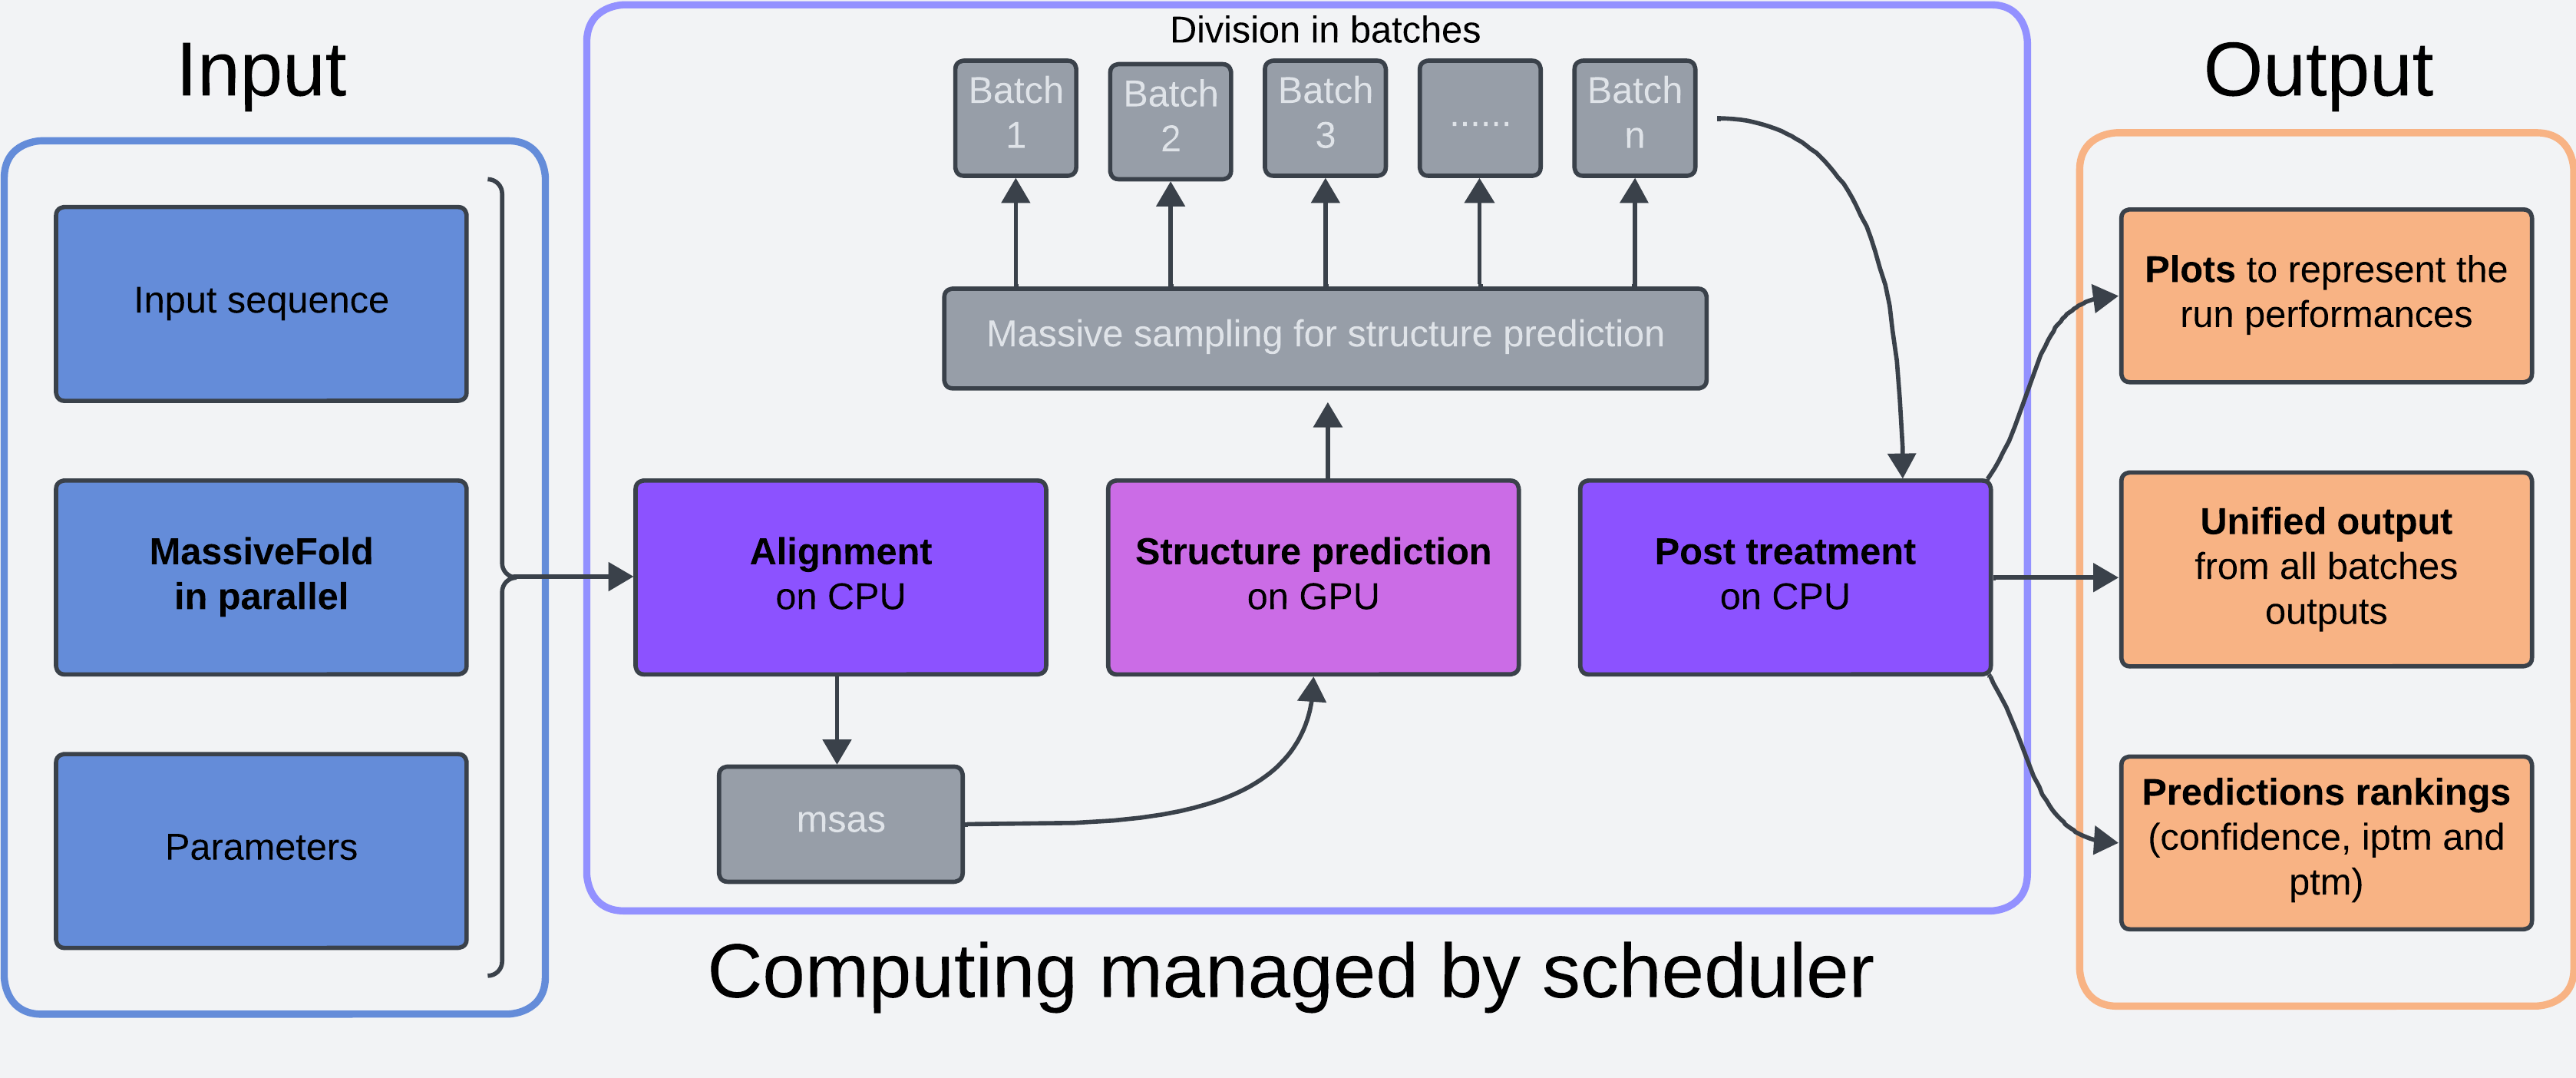 Input
Input sequence
MassiveFold
in parallel
Parameters
Division in batches
Batch
1
Batch
2
Batch
3
......
Batch
n
Massive sampling for structure prediction
Alignment
on CPU
Structure prediction
on GPU
Post treatment
on CPU
msas
Computing managed by scheduler
Output
Plots to represent the
run performances
Unified output
from all batches
outputs
Predictions rankings
(confidence, iptm and
ptm)